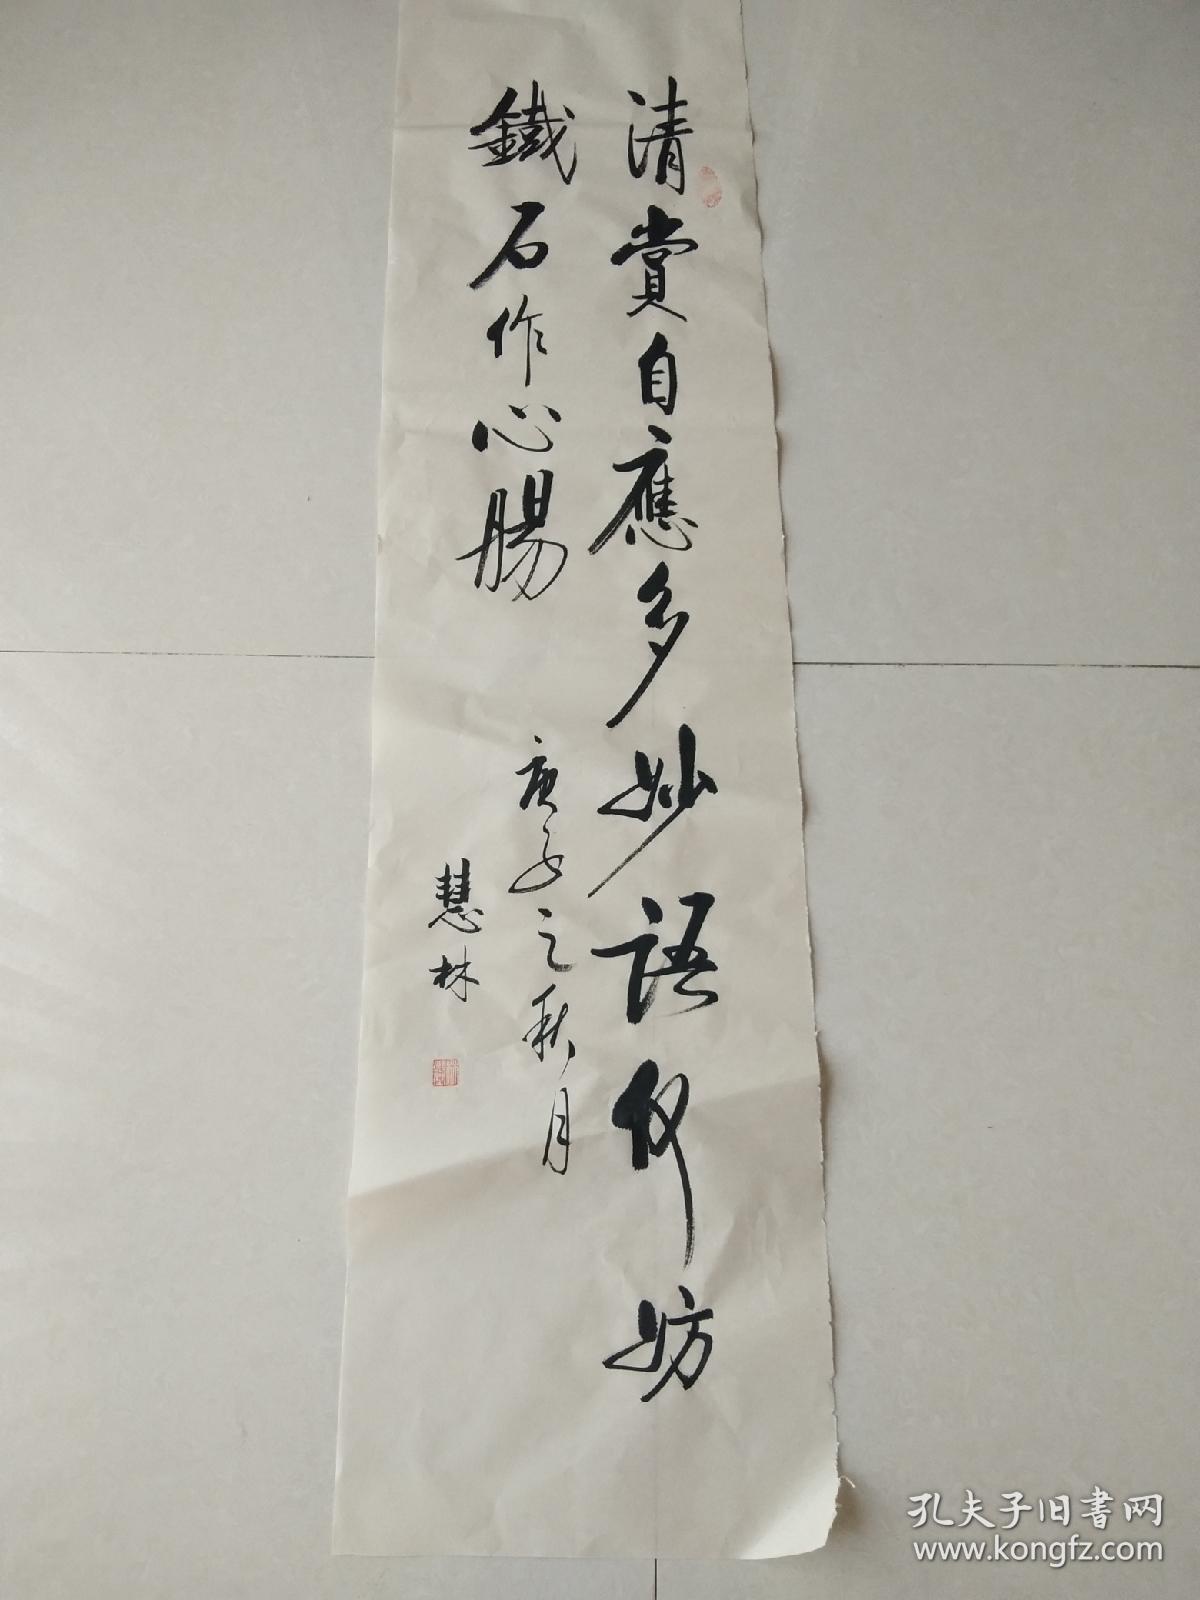 清賞自應多妙語何妨
鐵石作心腸
庚子之秋月
慧林
孔夫子旧書网
www.kongfz.com